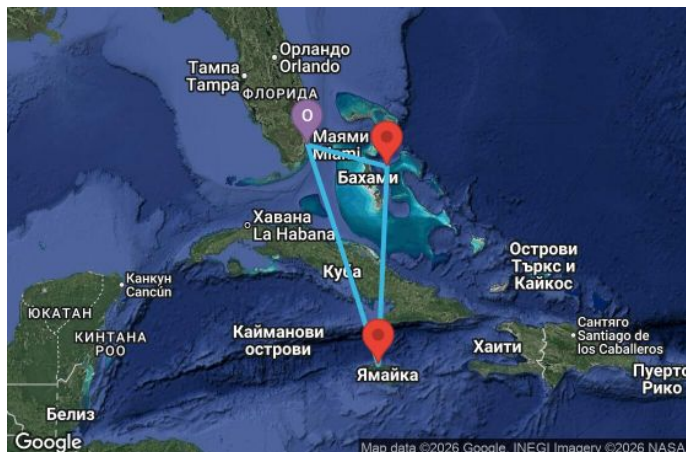 Орландо
Orlando
Тампа
Tampa
ФЛОРИДА
O
Маями
Miami
Бахами
Хавана
La Habana
Куба
Острови
Търкс и
Кайкос
Канкун
Cancún
ЮКАТАН
КИНТАНА
РОО
Кайманови
острови
Хаити
Сантяго
Santiago de
los Caballeros
Ямайка
Пуерто
Рико
Белиз
Google
Map data ©2026 Google, INEGI Imagery ©2026 NASA